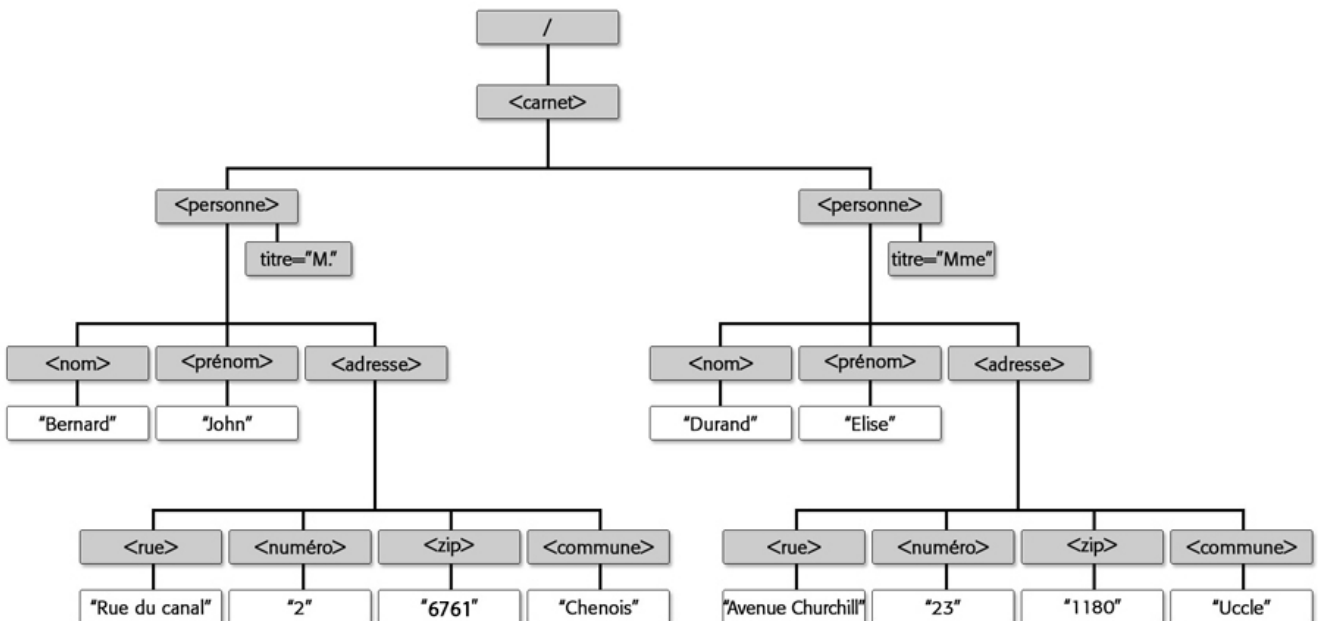 /
<carnet>
<personne> <personne>
titre="M." titre="Mme"
<nom> <prénom> <adresse> <nom> <prénom> <adresse>
"Bernard" "John" "Durand" "Elise"
<rue> <numéro> <zip> <commune> <rue> <numéro> <zip> <commune>
"Rue du canal" "2" "6761" "Chenois" "Avenue Churchill" "23" "1180" "Uccle"